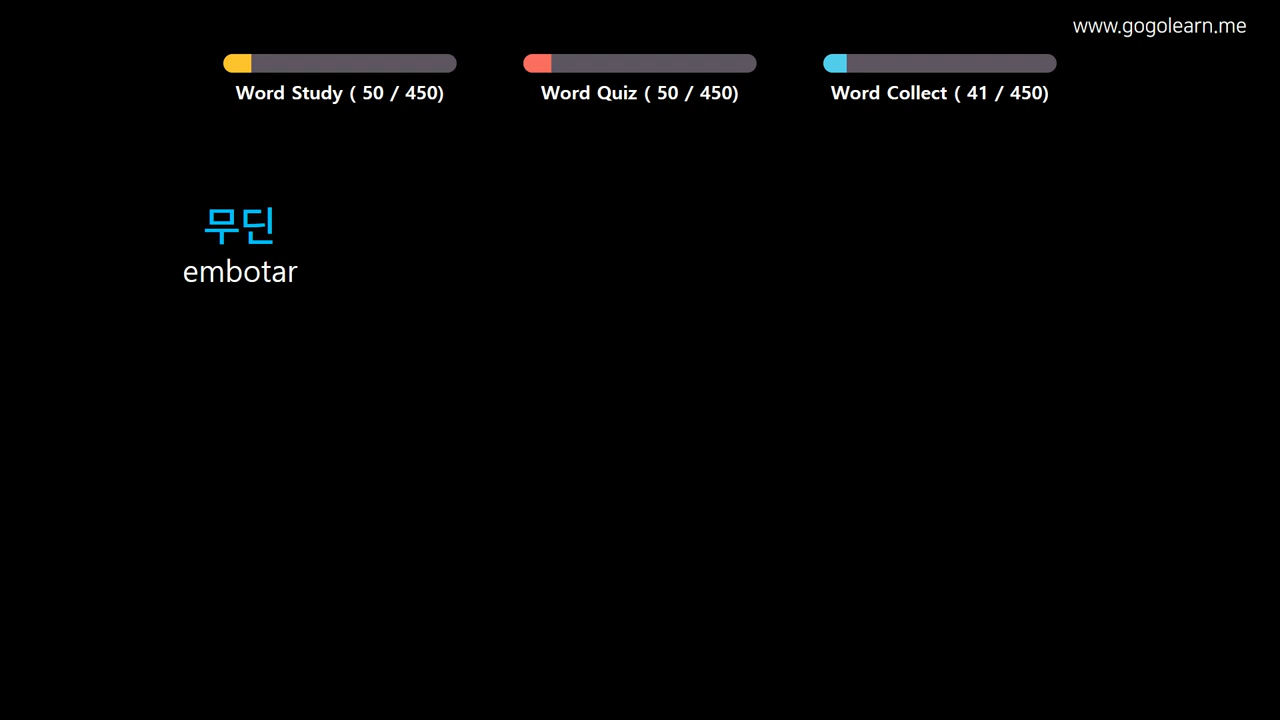 www.gogolearn.me
Word Study ( 50 / 450)
Word Quiz ( 50 / 450)
Word Collect ( 41 / 450)
무딘
embotar